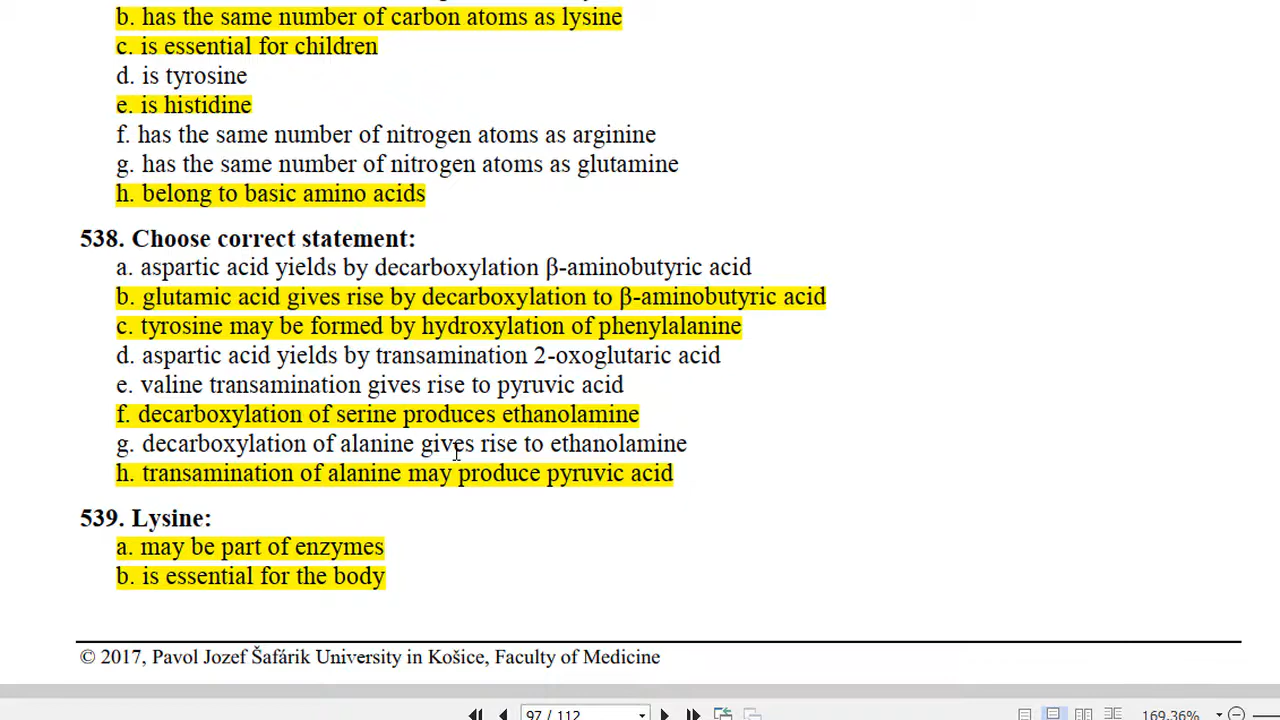 b. has the same number of carbon atoms as lysine
c. is essential for children
d. is tyrosine
e. is histidine
f. has the same number of nitrogen atoms as arginine
g. has the same number of nitrogen atoms as glutamine
h. belong to basic amino acids
538. Choose correct statement:
a. aspartic acid yields by decarboxylation β-aminobutyric acid
b. glutamic acid gives rise by decarboxylation to β-aminobutyric acid
c. tyrosine may be formed by hydroxylation of phenylalanine
d. aspartic acid yields by transamination 2-oxoglutaric acid
e. valine transamination gives rise to pyruvic acid
f. decarboxylation of serine produces ethanolamine
g. decarboxylation of alanine gives rise to ethanolamine
h. transamination of alanine may produce pyruvic acid
539. Lysine:
a. may be part of enzymes
b. is essential for the body
© 2017, Pavol Jozef Šafárik University in Košice, Faculty of Medicine
97 / 112
169.36%